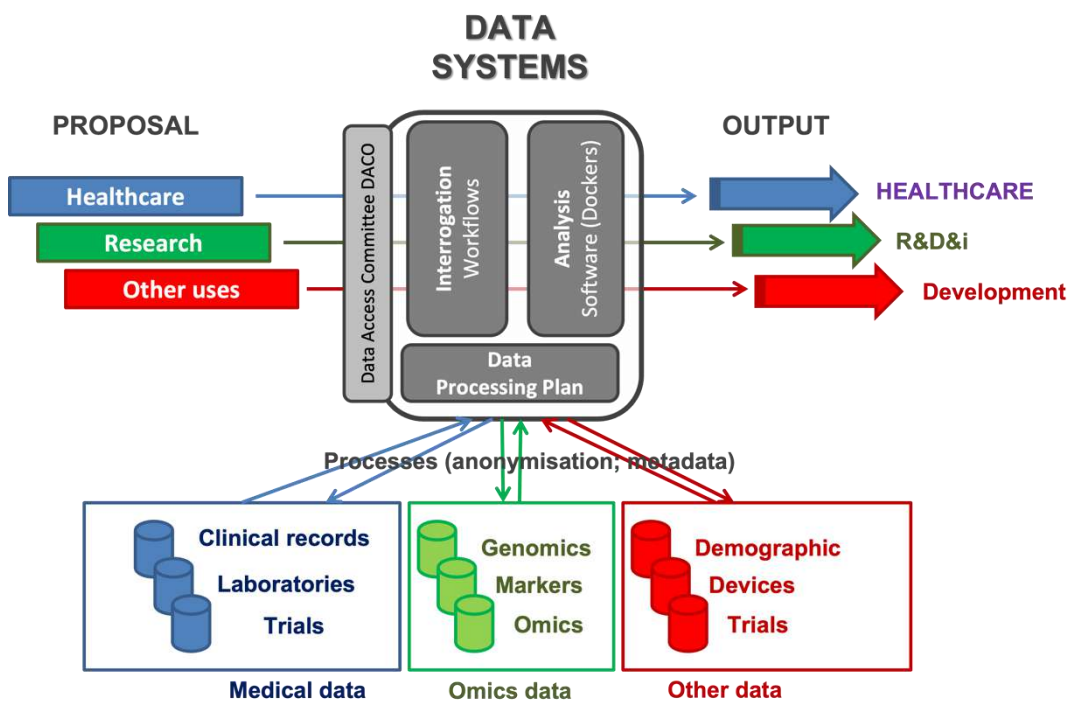 DATA
SYSTEMS
PROPOSAL
OUTPUT
Healthcare
Research
Other uses
Data Access Committee DACO
Interrogation
Workflows
Analysis
Software (Dockers)
Data
Processing Plan
HEALTHCARE
R&D&i
Development
Processes (anonymisation; metadata)
Clinical records
Laboratories
Trials
Medical data
Genomics
Markers
Omics
Omics data
Demographic
Devices
Trials
Other data